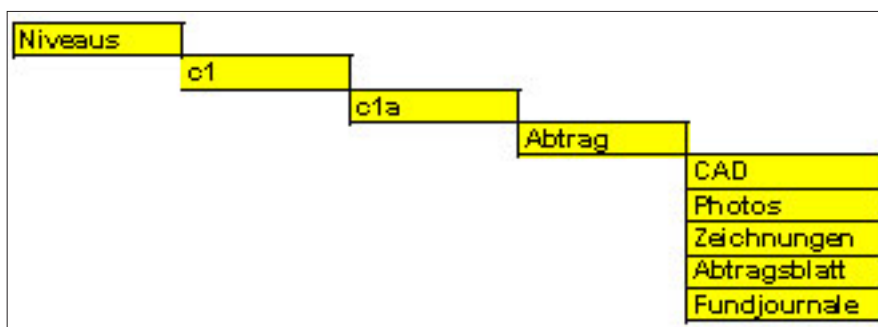 Niveaus
c1
c1a
Abtrag
CAD
Photos
Zeichnungen
Abtragsblatt
Fundjournale